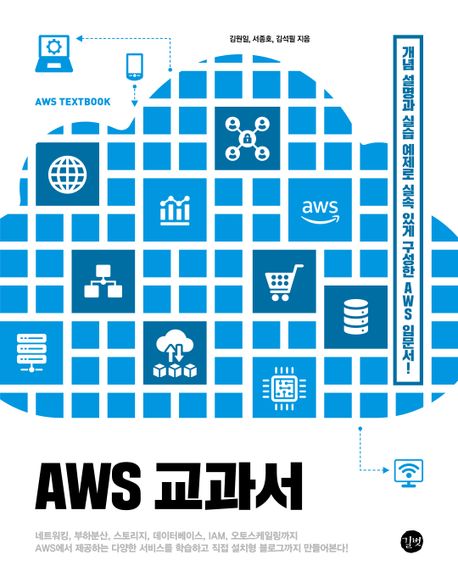 김원일, 서종호, 김석필 지음
AWS TEXTBOOK
개념 설명과 실습 예제로 실속 있게 구성한 AWS 입문서!
aws
AWS 교과서
네트워킹, 부하분산, 스토리지, 데이터베이스, IAM, 오토스케일링까지
AWS에서 제공하는 다양한 서비스를 학습하고 직접 설치형 블로그까지 만들어본다!
길벗